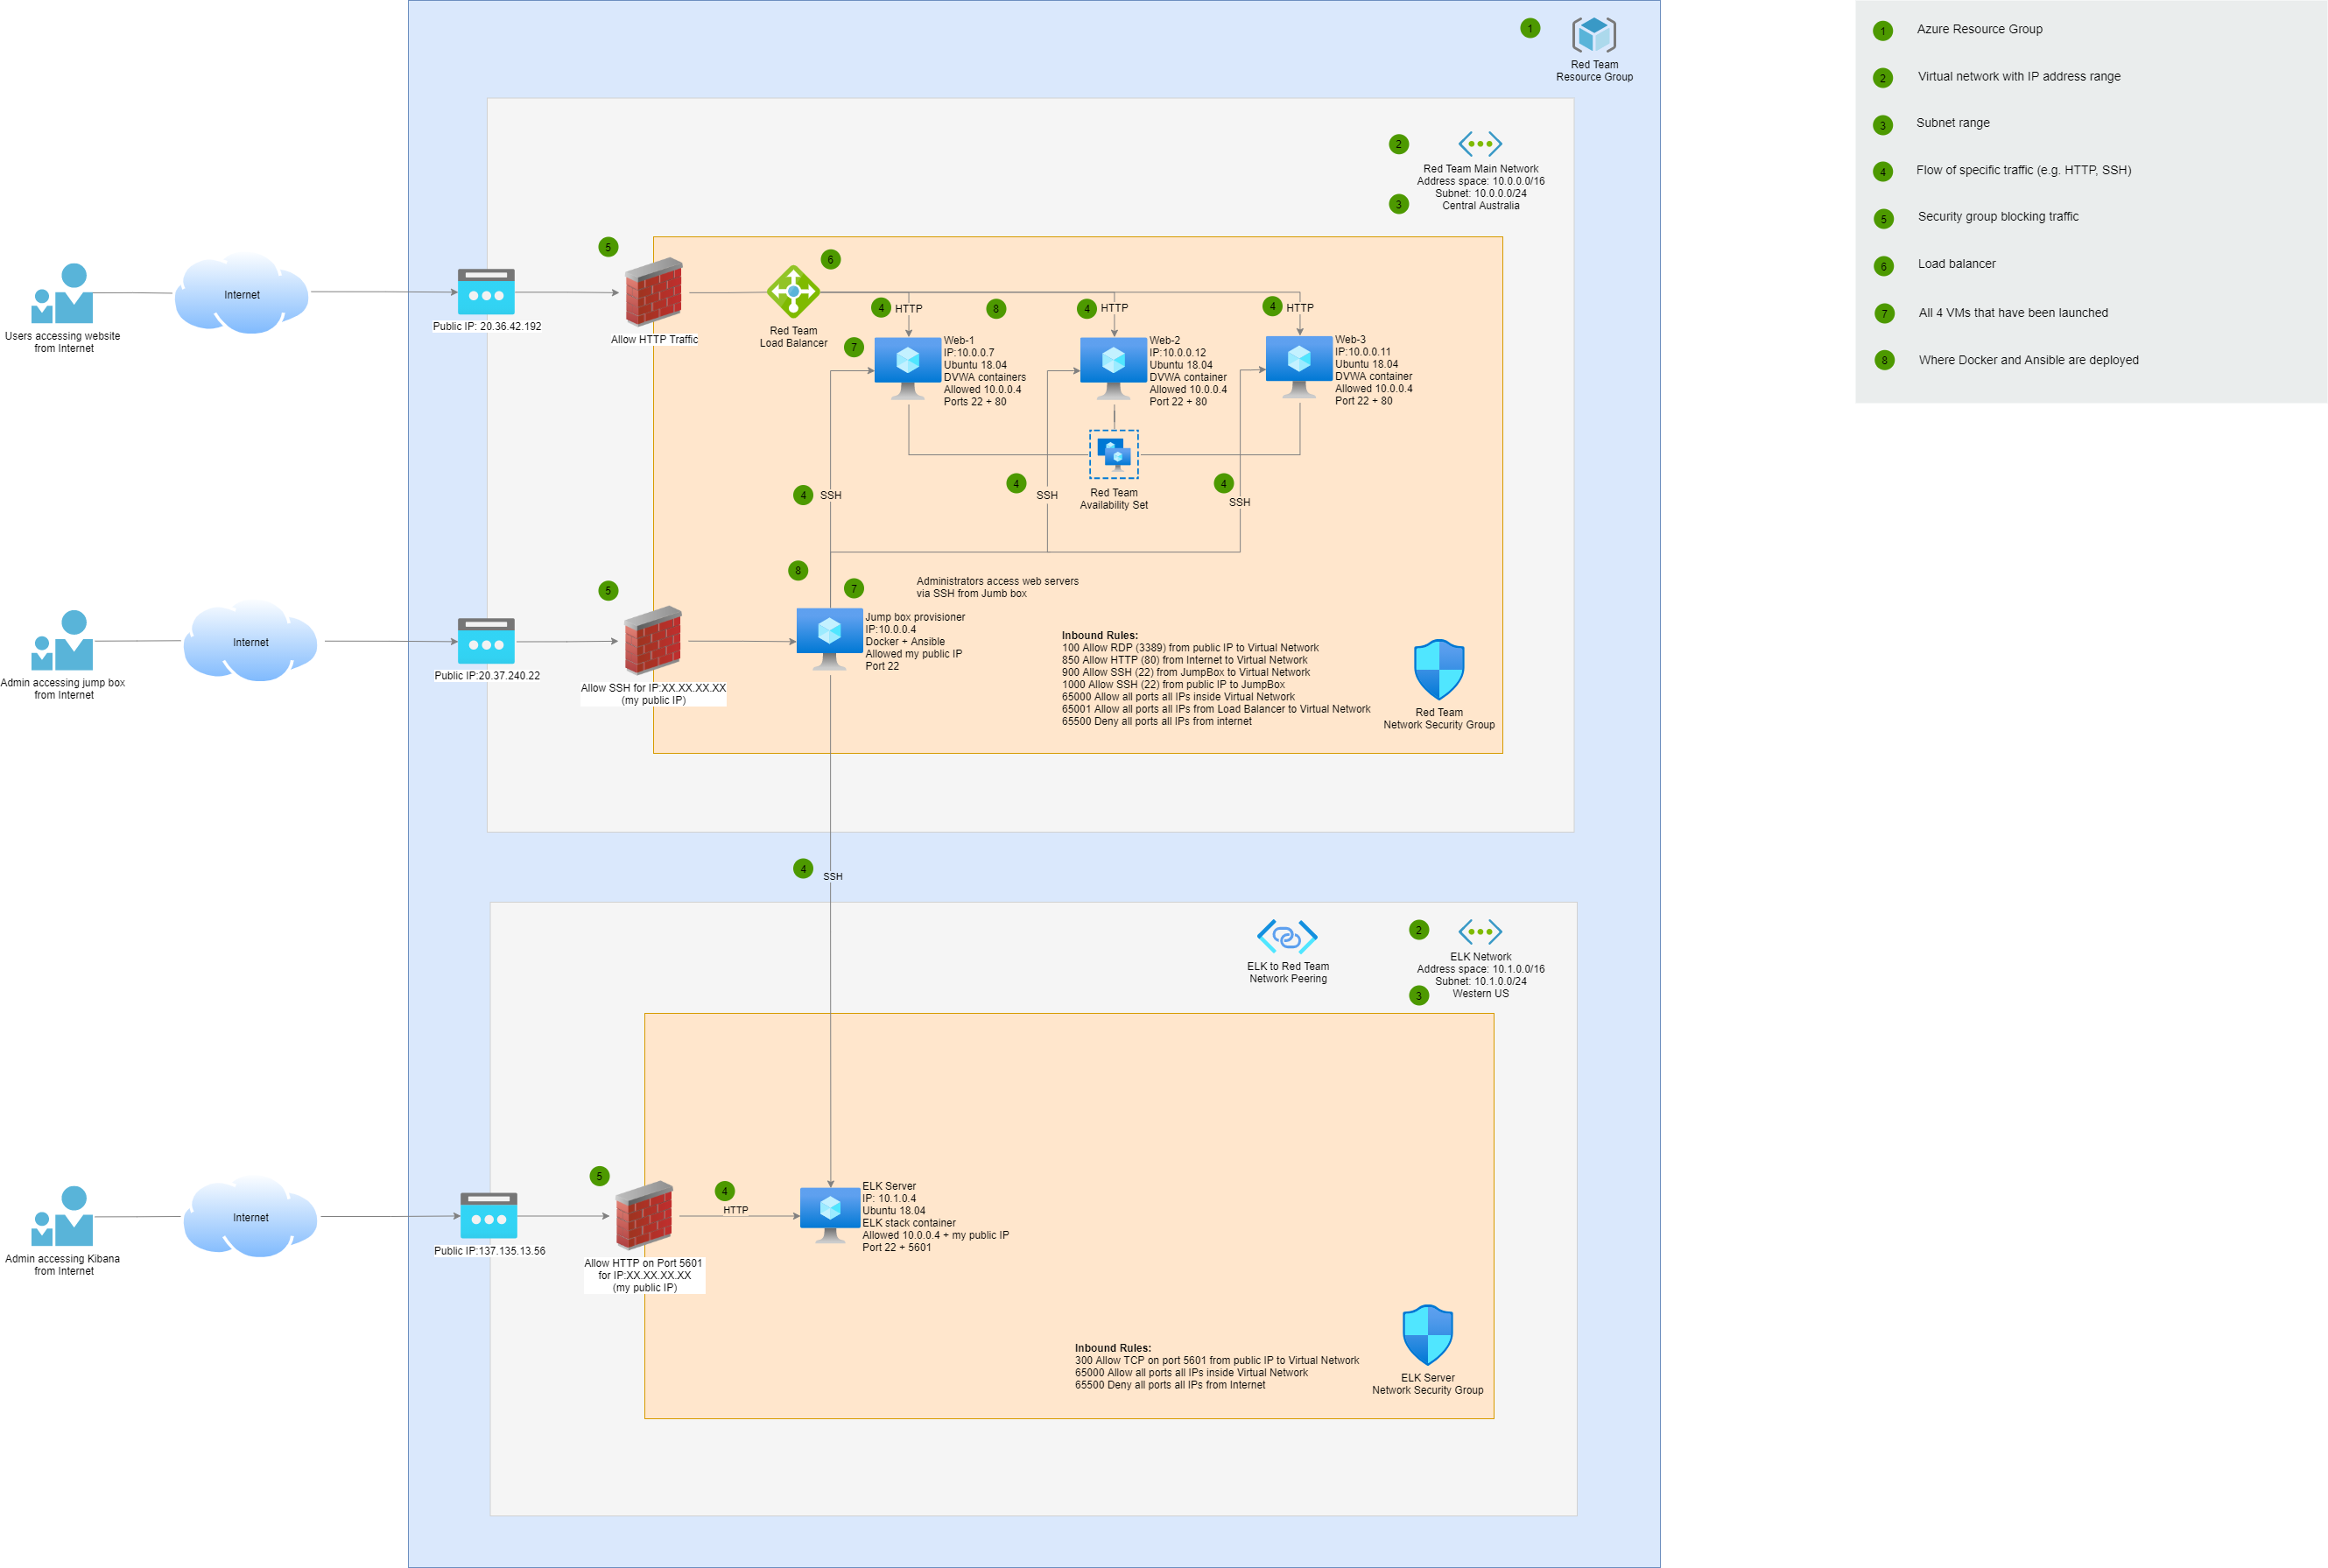 1
Red Team
Resource Group
2
Red Team Main Network
Address space: 10.0.0.0/16
Subnet: 10.0.0.0/24
Central Australia
3
Users accessing website
from Internet
Internet
Public IP: 20.36.42.192
5
Allow HTTP Traffic
6
Red Team
Load Balancer
4
HTTP
8
4
HTTP
4
HTTP
7
Web-1
IP:10.0.0.7
Ubuntu 18.04
DVWA containers
Allowed 10.0.0.4
Ports 22 + 80
Web-2
IP:10.0.0.12
Ubuntu 18.04
DVWA container
Allowed 10.0.0.4
Port 22 + 80
Web-3
IP:10.0.0.11
Ubuntu 18.04
DVWA container
Allowed 10.0.0.4
Port 22 + 80
4
SSH
4
SSH
Red Team
Availability Set
4
SSH
Admin accessing jump box
from Internet
Internet
Public IP:20.37.240.22
5
Allow SSH for IP:XX.XX.XX.XX
(my public IP)
8
7
Administrators access web servers
via SSH from Jumb box
Jump box provisioner
IP:10.0.0.4
Docker + Ansible
Allowed my public IP
Port 22
Inbound Rules:
100 Allow RDP (3389) from public IP to Virtual Network
850 Allow HTTP (80) from Internet to Virtual Network
900 Allow SSH (22) from JumpBox to Virtual Network
1000 Allow SSH (22) from public IP to JumpBox
65000 Allow all ports all IPs inside Virtual Network
65001 Allow all ports all IPs from Load Balancer to Virtual Network
65500 Deny all ports all IPs from internet
Red Team
Network Security Group
4
SSH
ELK to Red Team
Network Peering
2
ELK Network
Address space: 10.1.0.0/16
Subnet: 10.1.0.0/24
Western US
3
Admin accessing Kibana
from Internet
Internet
Public IP:137.135.13.56
5
Allow HTTP on Port 5601
for IP:XX.XX.XX.XX
(my public IP)
4
HTTP
ELK Server
IP: 10.1.0.4
Ubuntu 18.04
ELK stack container
Allowed 10.0.0.4 + my public IP
Port 22 + 5601
Inbound Rules:
300 Allow TCP on port 5601 from public IP to Virtual Network
65000 Allow all ports all IPs inside Virtual Network
65500 Deny all ports all IPs from Internet
ELK Server
Network Security Group
1 Azure Resource Group
2 Virtual network with IP address range
3 Subnet range
4 Flow of specific traffic (e.g. HTTP, SSH)
5 Security group blocking traffic
6 Load balancer
7 All 4 VMs that have been launched
8 Where Docker and Ansible are deployed